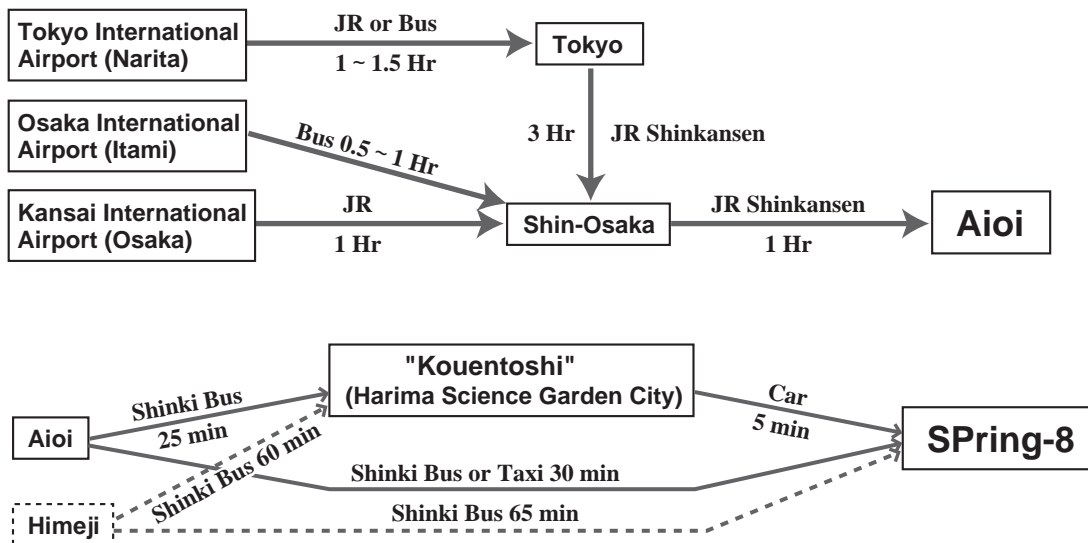 Tokyo International
Airport (Narita)
JR or Bus
1 ~ 1.5 Hr
Tokyo
Osaka International
Airport (Itami)
Bus 0.5 ~ 1 Hr
3 Hr
JR Shinkansen
Kansai International
Airport (Osaka)
JR
1 Hr
Shin-Osaka
JR Shinkansen
1 Hr
Aioi
"Kouentoshi"
(Harima Science Garden City)
Shinki Bus
25 min
Car
5 min
Aioi
Shinki Bus 60 min
SPring-8
Shinki Bus or Taxi 30 min
Himeji
Shinki Bus 65 min